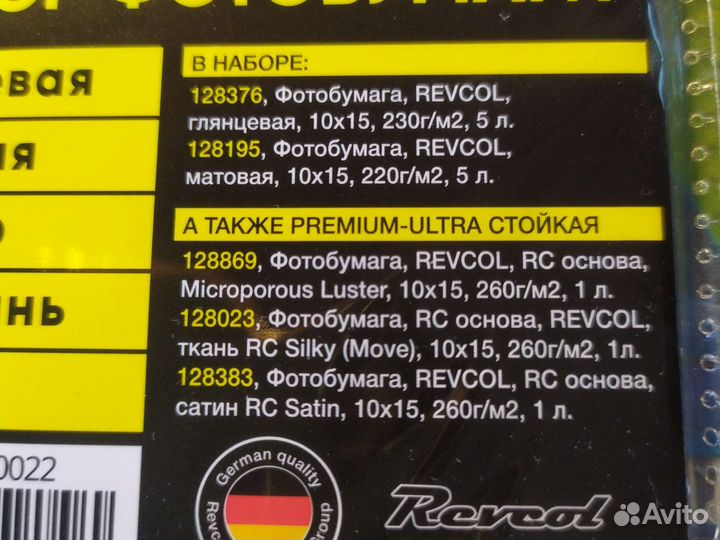 В НАБОРЕ:
128376, Фотобумага, REVCOL,
глянцевая, 10х15, 230г/м2, 5 л.
128195, Фотобумага, REVCOL,
матовая, 10х15, 220г/м2, 5 л.
А ТАКЖЕ PREMIUM-ULTRA СТОЙКАЯ
128869, Фотобумага, REVCOL, RC основа,
Microporous Luster, 10х15, 260г/м2, 1 л.
128023, Фотобумага, RC основа, REVCOL,
ткань RC Silky (Move), 10х15, 260г/м2, 1л.
128383, Фотобумага, REVCOL, RC основа,
сатин RC Satin, 10х15, 260г/м2, 1 л.
евая
ая
нь
0022
German quality
Revcol
Avito